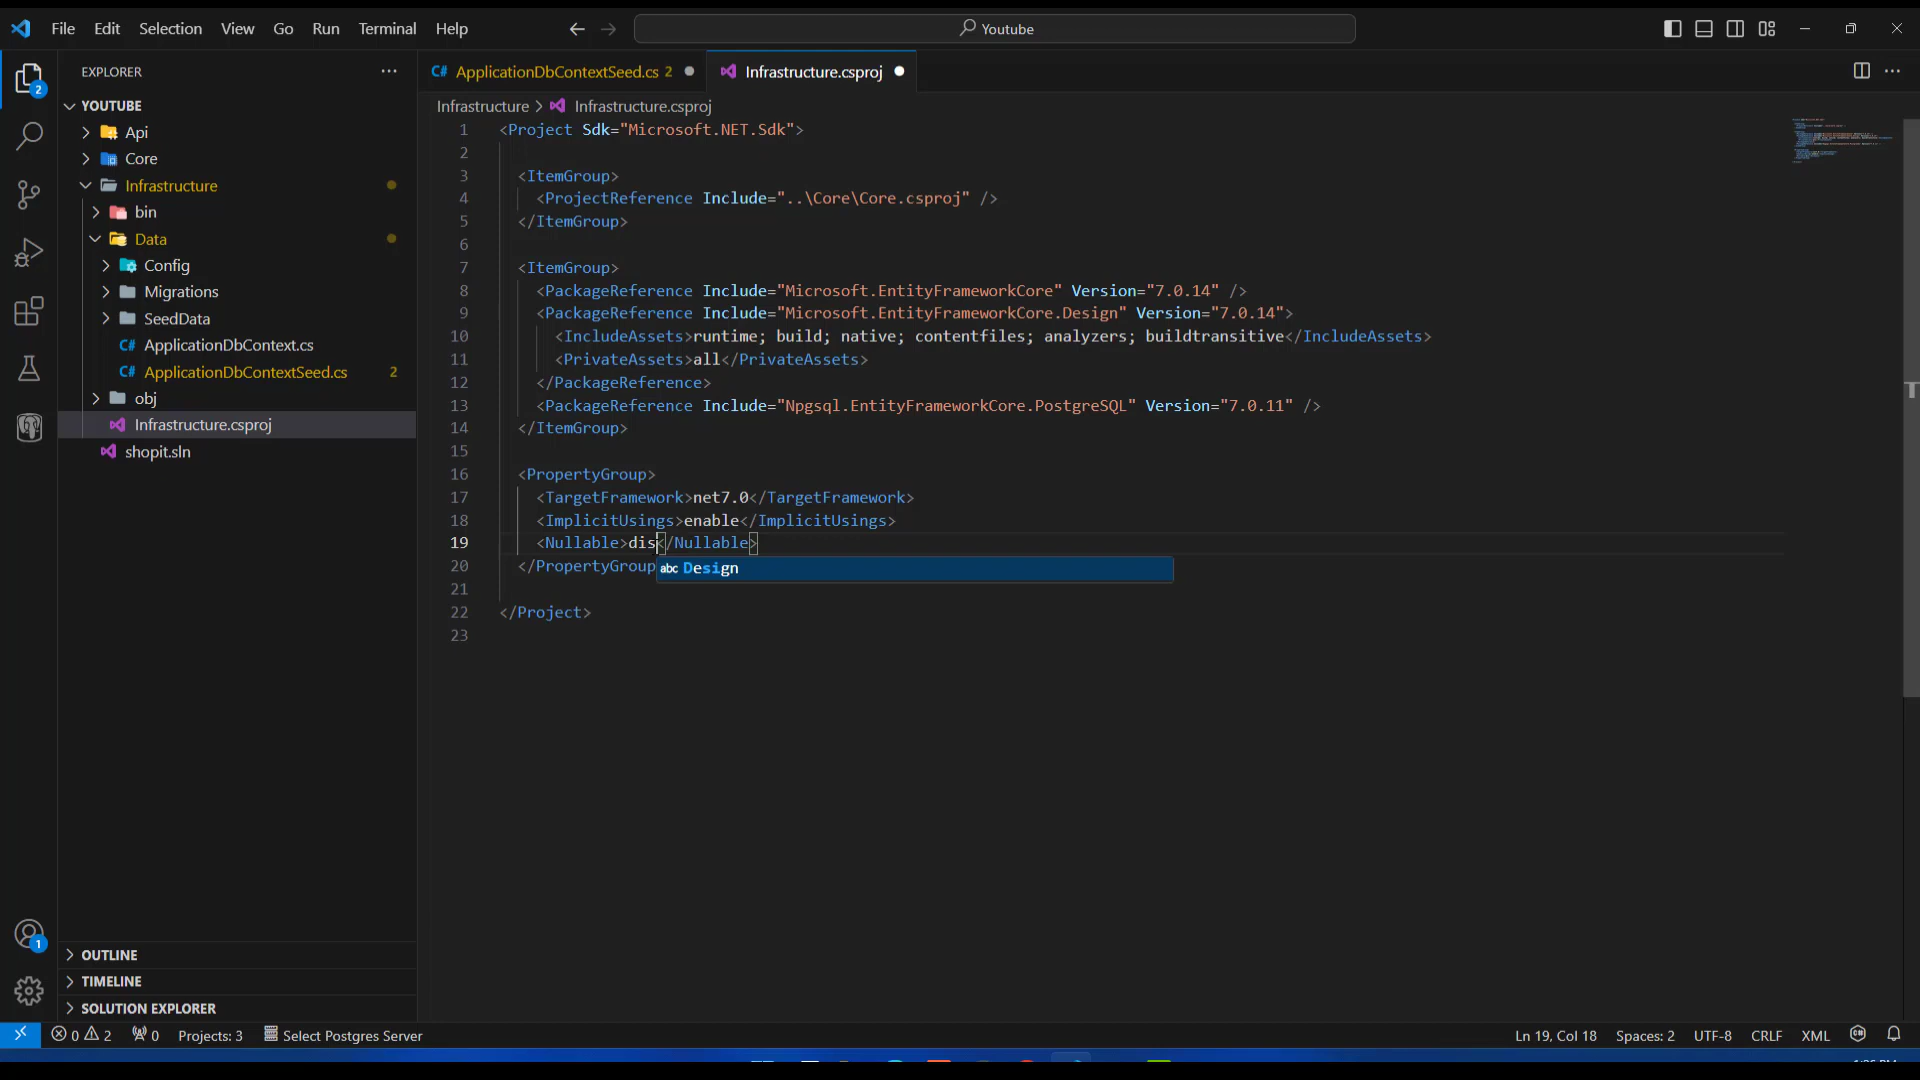 File Edit Selection View Go Run Terminal Help
Youtube
EXPLORER
ApplicationDbContextSeed.cs 2
Infrastructure.csproj
YOUTUBE
Infrastructure > Infrastructure.csproj
Api
Core
Infrastructure
bin
Data
Config
Migrations
SeedData
ApplicationDbContext.cs
ApplicationDbContextSeed.cs 2
obj
Infrastructure.csproj
shopit.sln
2
1
OUTLINE
TIMELINE
SOLUTION EXPLORER
1 <Project Sdk="Microsoft.NET.Sdk">
2
3 <ItemGroup>
4 <ProjectReference Include="..\Core\Core.csproj" />
5 </ItemGroup>
6
7 <ItemGroup>
8 <PackageReference Include="Microsoft.EntityFrameworkCore" Version="7.0.14" />
9 <PackageReference Include="Microsoft.EntityFrameworkCore.Design" Version="7.0.14">
10 <IncludeAssets>runtime; build; native; contentfiles; analyzers; buildtransitive</IncludeAssets>
11 <PrivateAssets>all</PrivateAssets>
12 </PackageReference>
13 <PackageReference Include="Npgsql.EntityFrameworkCore.PostgreSQL" Version="7.0.11" />
14 </ItemGroup>
15
16 <PropertyGroup>
17 <TargetFramework>net7.0</TargetFramework>
18 <ImplicitUsings>enable</ImplicitUsings>
19 <Nullable>dis</Nullable>
20 </PropertyGroup
abc Design
21
22 </Project>
23
0 2 0 Projects: 3 Select Postgres Server Ln 19, Col 18 Spaces: 2 UTF-8 CRLF XML